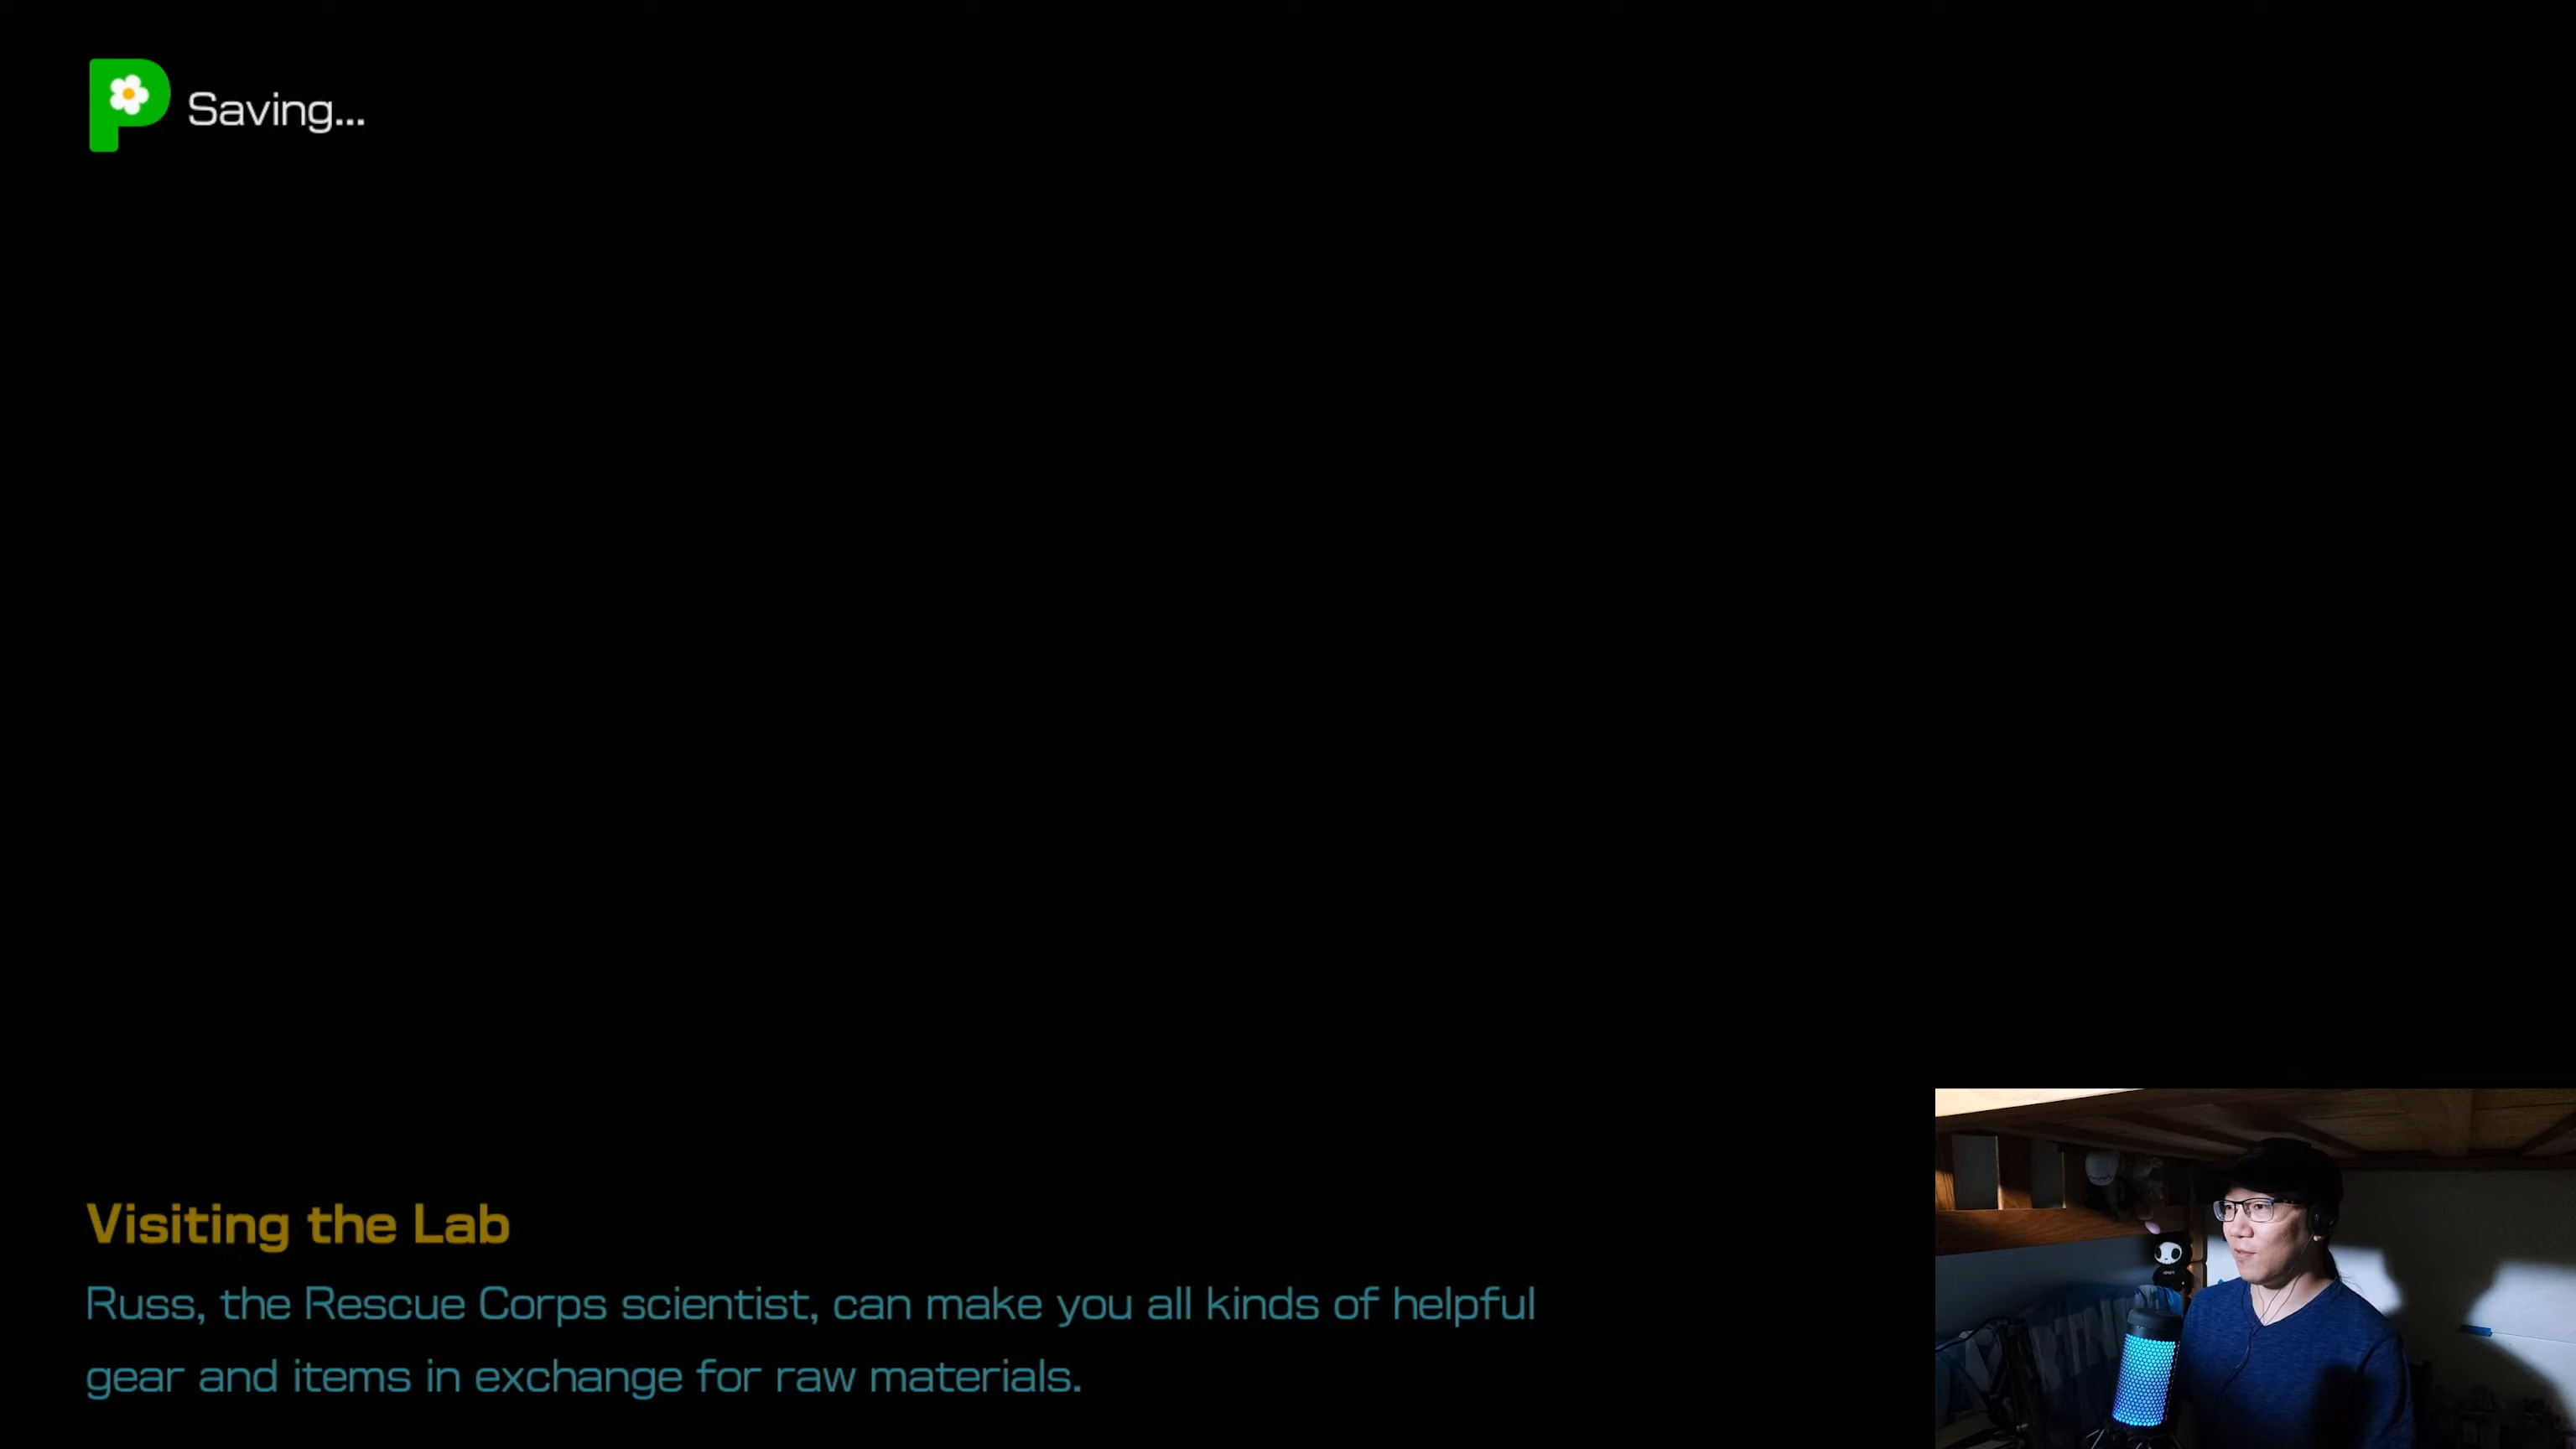 P Saving...
Visiting the Lab
Russ, the Rescue Corps scientist, can make you all kinds of helpful
gear and items in exchange for raw materials.